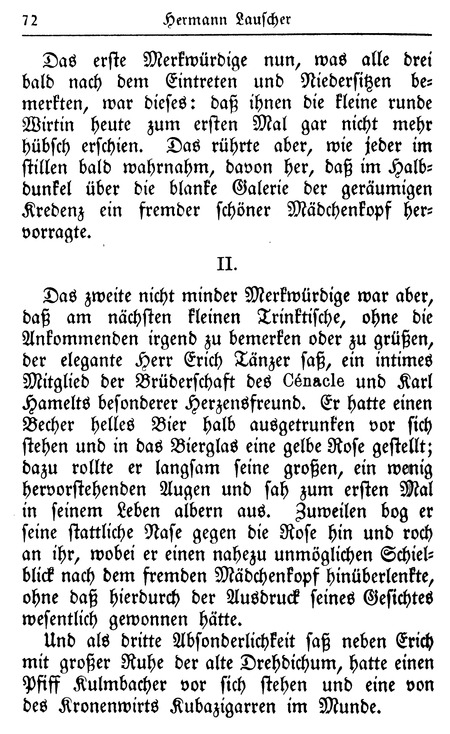 72 Hermann Lauscher
Das erste Merkwürdige nun, was alle drei
bald nach dem Eintreten und Niedersitzen be-
merkten, war dieses: daß ihnen die kleine runde
Wirtin heute zum ersten Mal gar nicht mehr
hübsch erschien. Das rührte aber, wie jeder im
stillen bald wahrnahm, davon her, daß im Halb-
dunkel über die blanke Galerie der geräumigen
Kredenz ein fremder schöner Mädchenkopf her-
vorragte.
II.
Das zweite nicht minder Merkwürdige war aber,
daß am nächsten kleinen Trinktische, ohne die
Ankommenden irgend zu bemerken oder zu grüßen,
der elegante Herr Erich Tänzer saß, ein intimes
Mitglied der Brüderschaft des Cénacle und Karl
Hamelts besonderer Herzensfreund. Er hatte einen
Becher helles Bier halb ausgetrunken vor sich
stehen und in das Bierglas eine gelbe Rose gestellt;
dazu rollte er langsam seine großen, ein wenig
hervorstehenden Augen und sah zum ersten Mal
in seinem Leben albern aus. Zuweilen bog er
seine stattliche Nase gegen die Rose hin und roch
an ihr, wobei er einen nahezu unmöglichen Schiel-
blick nach dem fremden Mädchenkopf hinüberlenkte,
ohne daß hierdurch der Ausdruck seines Gesichtes
wesentlich gewonnen hätte.
Und als dritte Absonderlichkeit saß neben Erich
mit großer Ruhe der alte Drehdichum, hatte einen
Pfiff Kulmbacher vor sich stehen und eine von
des Kronenwirts Kubazigarren im Munde.